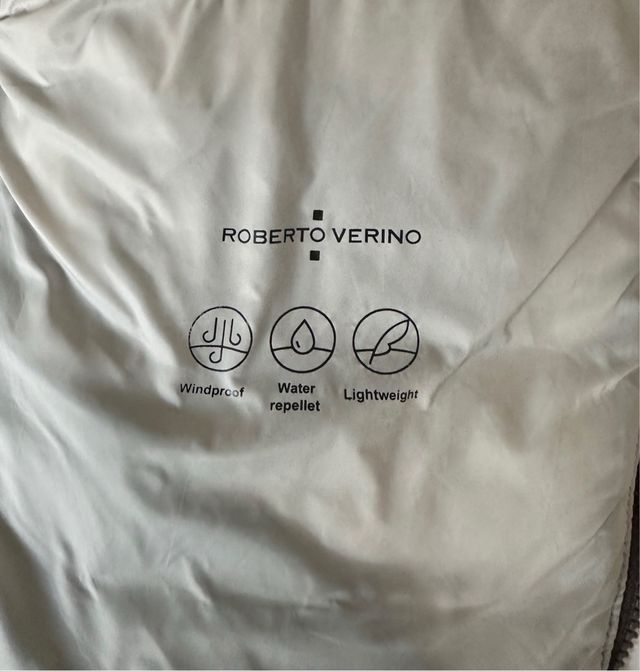 ROBERTO VERINO
Windproof
Water
repellet
Lightweight